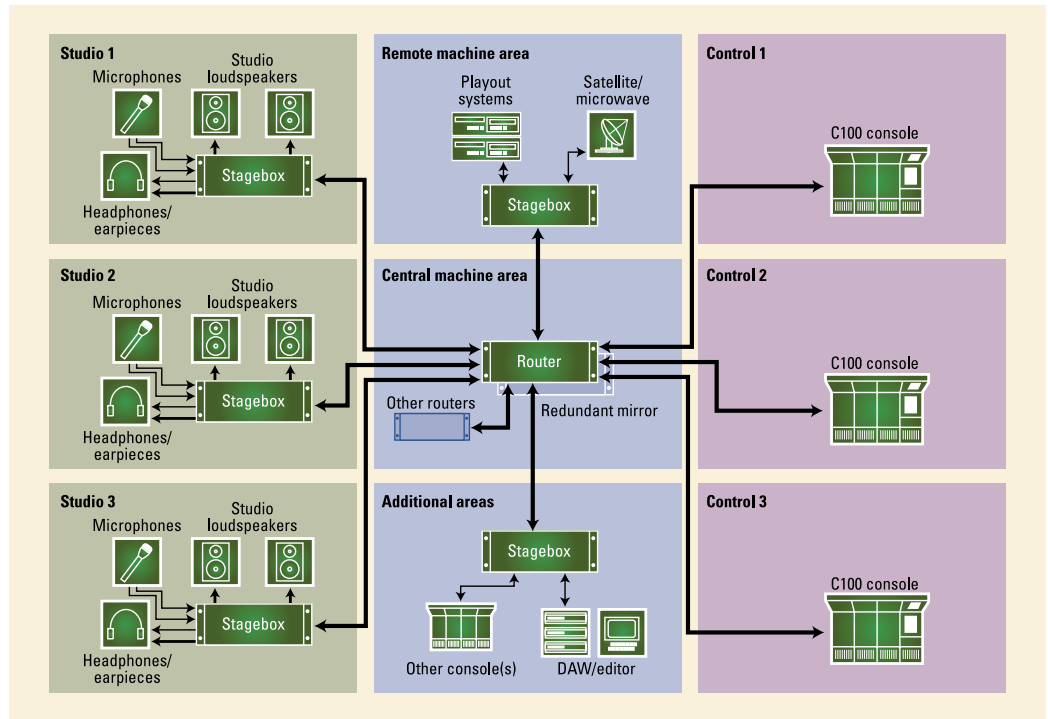 Studio 1
Microphones
Studio
loudspeakers
Stagebox
Headphones/
earpieces
Remote machine area
Playout
systems
Satellite/
microwave
Stagebox
Control 1
C100 console
Studio 2
Microphones
Studio
loudspeakers
Stagebox
Headphones/
earpieces
Central machine area
Router
Other routers
Redundant mirror
Control 2
C100 console
Studio 3
Microphones
Studio
loudspeakers
Stagebox
Headphones/
earpieces
Additional areas
Stagebox
Other console(s)
DAW/editor
Control 3
C100 console